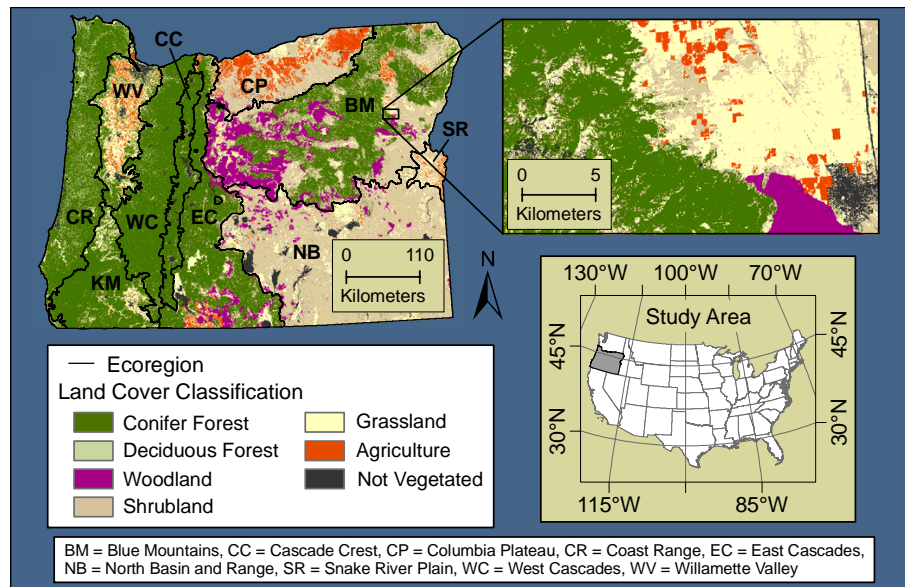 CC
WV
CP
BM
SR
CR
WC
EC
NB
KM
0 110
Kilometers
N
0 5
Kilometers
130°W 100°W 70°W
Study Area
45°N
45°N
30°N
30°N
115°W 85°W
Ecoregion
Land Cover Classification
Conifer Forest
Deciduous Forest
Woodland
Shrubland
Grassland
Agriculture
Not Vegetated
BM = Blue Mountains, CC = Cascade Crest, CP = Columbia Plateau, CR = Coast Range, EC = East Cascades,
NB = North Basin and Range, SR = Snake River Plain, WC = West Cascades, WV = Willamette Valley